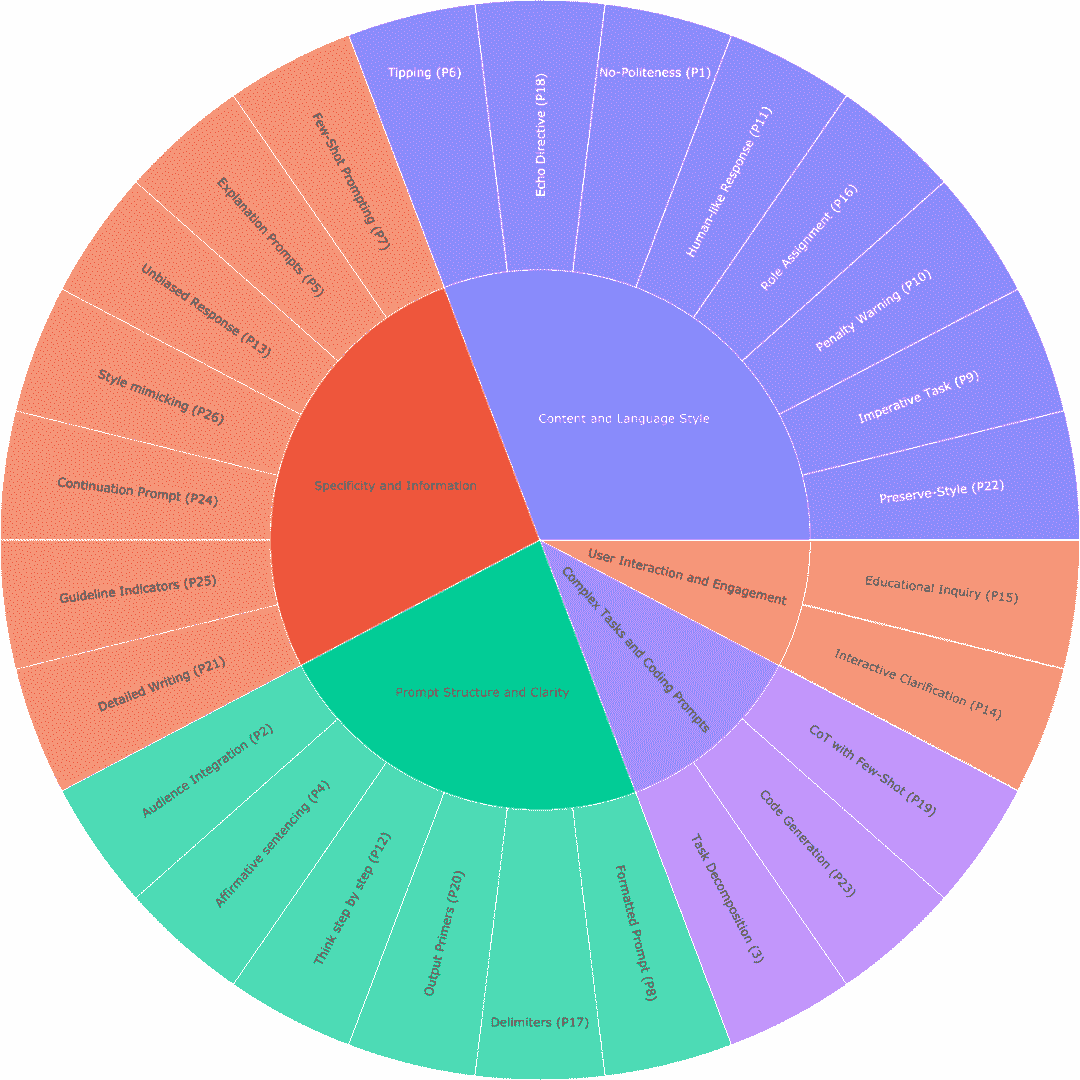 Tipping (P6)
Echo Directive (P18)
No-Politeness (P1)
Human-like Response (P11)
Role Assignment (P16)
Penalty Warning (P10)
Imperative Task (P9)
Preserve-Style (P22)
Content and Language Style
Few-Shot Prompting (P7)
Explanation Prompts (P5)
Unbiased Response (P13)
Style mimicking (P26)
Continuation Prompt (P24)
Guideline Indicators (P25)
Detailed Writing (P21)
Specificity and Information
User Interaction and Engagement
Educational Inquiry (P15)
Interactive Clarification (P14)
Complex Tasks and Coding Prompts
CoT with Few-Shot (P19)
Code Generation (P23)
Task Decomposition (3)
Prompt Structure and Clarity
Audience Integration (P2)
Affirmative sentencing (P4)
Think step by step (P12)
Output Primers (P20)
Delimiters (P17)
Formatted Prompt (P8)